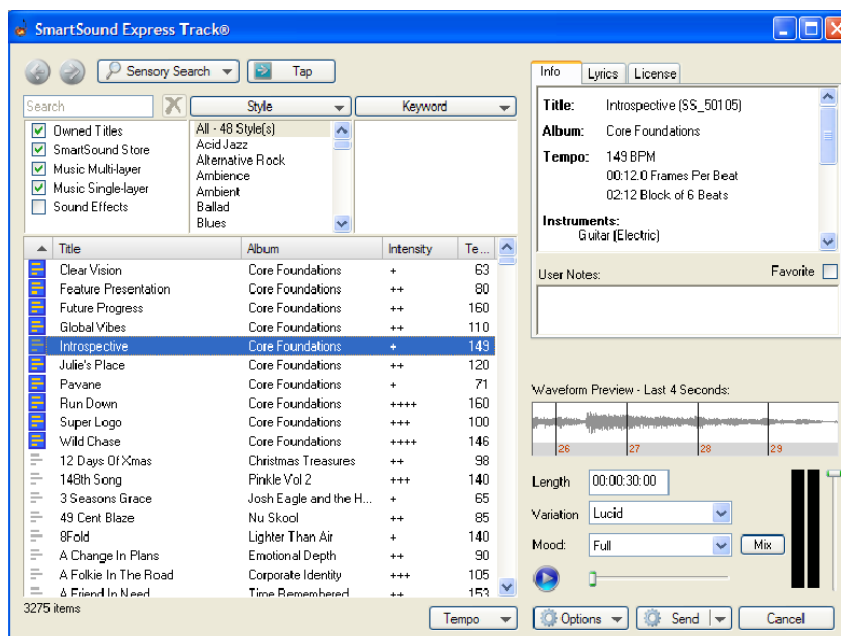 SmartSound Express Track®
Sensory Search
Tap
Search
Style
Keyword
Owned Titles
SmartSound Store
Music Multi-layer
Music Single-layer
Sound Effects
All - 48 Style(s)
Acid Jazz
Alternative Rock
Ambience
Ambient
Ballad
Blues
Title Album Intensity Te...
Clear Vision Core Foundations + 63
Feature Presentation Core Foundations ++ 80
Future Progress Core Foundations ++ 160
Global Vibes Core Foundations ++ 110
Introspective Core Foundations + 149
Julie's Place Core Foundations ++ 120
Pavane Core Foundations + 71
Run Down Core Foundations ++++ 160
Super Logo Core Foundations +++ 100
Wild Chase Core Foundations ++++ 146
12 Days Of Xmas Christmas Treasures ++ 98
148th Song Pinkle Vol 2 +++ 140
3 Seasons Grace Josh Eagle and the H... + 65
49 Cent Blaze Nu Skool ++ 85
8Fold Lighter Than Air + 140
A Change In Plans Emotional Depth ++ 90
A Folkie In The Road Corporate Identity +++ 105
A Friend In Need Time Remembered ++ 153
3275 items
Tempo
Info Lyrics License
Title: Introspective (SS_50105)
Album: Core Foundations
Tempo: 149 BPM
00:12.0 Frames Per Beat
02:12 Block of 6 Beats
Instruments:
Guitar (Electric)
User Notes: Favorite
Waveform Preview - Last 4 Seconds:
26 27 28 29
Length 00:00:30:00
Variation Lucid
Mood: Full Mix
Options Send Cancel